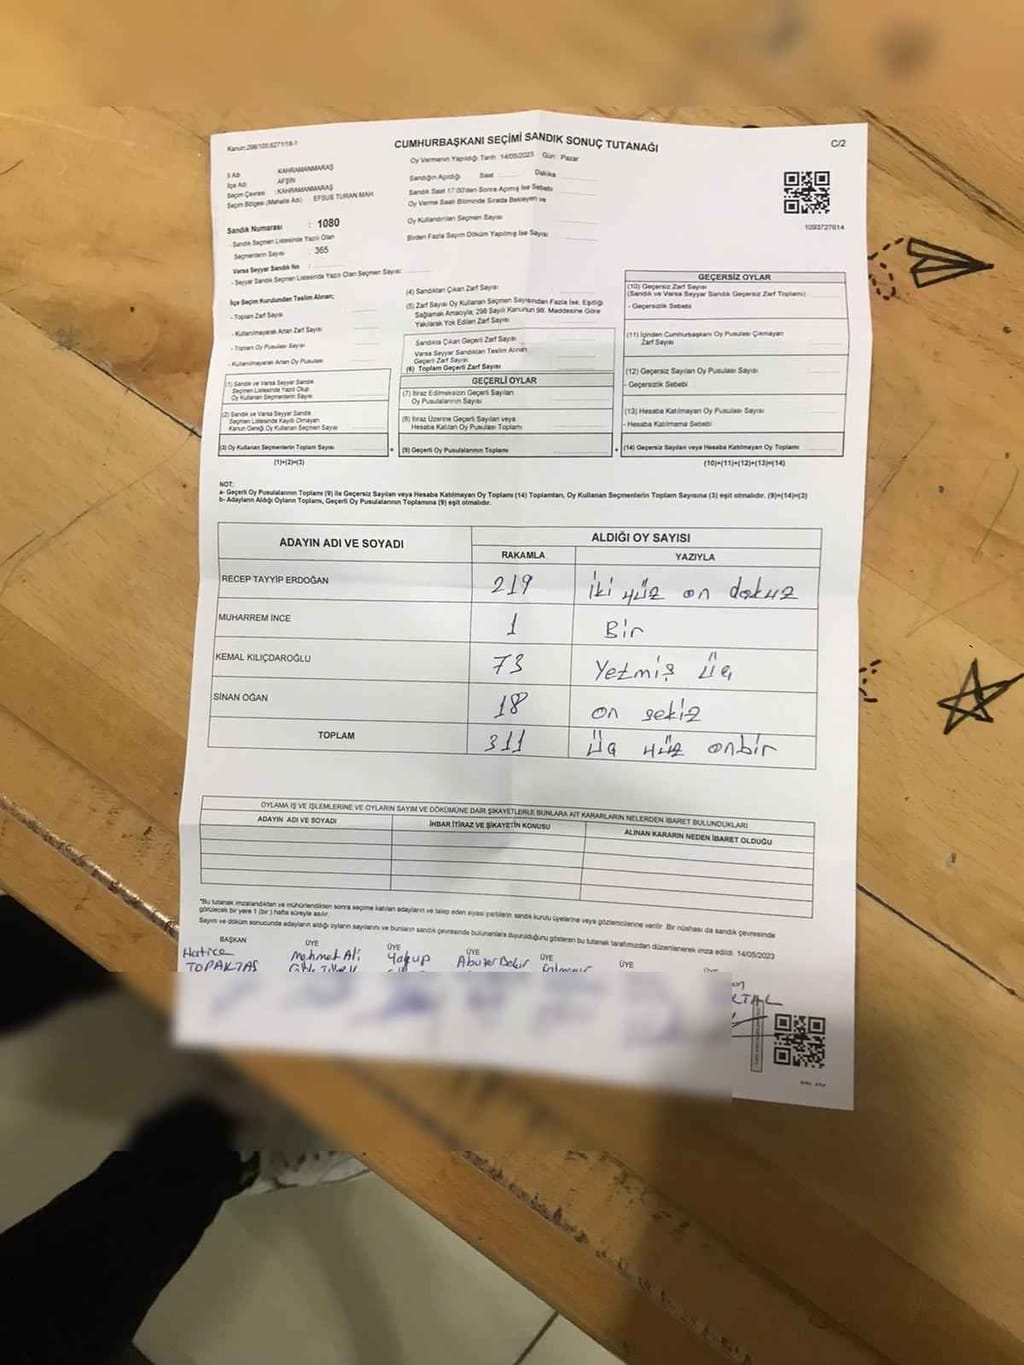 Kanun:298/105,6271/18-1
CUMHURBAŞKANI SEÇİMİ SANDIK SONUÇ TUTANAĞI
C/2
Oy Vermenin Yapıldığı Tarih :14/05/2023 Gün : Pazar
İl Adı : KAHRAMANMARAŞ
İlçe Adı : AFŞİN
Seçim Çevresi : KAHRAMANMARAŞ
Seçim Bölgesi (Mahalle Adı) EFSUS TURAN MAH.
Sandık Numarası : 1080
- Sandık Seçmen Listesinde Yazılı Olan
Seçmenlerin Sayısı : 365
Varsa Seyyar Sandık No :
- Seyyar Sandık Seçmen Listesinde Yazılı Olan Seçmen Sayısı:
Sandığın Açıldığı Saat Dakika
Sandık Saat 17:00'den Sonra Açılmış İse Sebebi
Oy Verme Saati Bitiminde Sırada Bekleyen ve
Oy Kullandırılan Seçmen Sayısı
Birden Fazla Sayım Döküm Yapılmış İse Sayısı
1093727614
İlçe Seçim Kurulundan Teslim Alınan;
- Toplam Zarf Sayısı
- Kullanılmayarak Artan Zarf Sayısı
- Toplam Oy Pusulası Sayısı
- Kullanılmayarak Artan Oy Pusulası
(1) Sandık ve Varsa Seyyar Sandık
Seçmen Listesinde Yazılı Olup
Oy Kullanan Seçmenlerin Sayısı
(2) Sandık ve Varsa Seyyar Sandık
Seçmen Listesinde Kayıtlı Olmayan
Kanun Gereği Oy Kullanan Seçmen Sayısı
(3) Oy Kullanan Seçmenlerin Toplam Sayısı
(1)+(2)=(3)
(4) Sandıktan Çıkan Zarf Sayısı
(5) Zarf Sayısı Oy Kullanan Seçmen Sayısından Fazla İse, Eşitliği
Sağlamak Amacıyla; 298 Sayılı Kanunun 98. Maddesine Göre
Yakılarak Yok Edilen Zarf Sayısı
Sandıkta Çıkan Geçerli Zarf Sayısı
Varsa Seyyar Sandıktan Teslim Alınan
Geçerli Zarf Sayısı
(6) Toplam Geçerli Zarf Sayısı
GEÇERLİ OYLAR
(7) İtiraz Edilmeksizin Geçerli Sayılan
Oy Pusulalarının Sayısı
(8) İtiraz Üzerine Geçerli Sayılan veya
Hesaba Katılan Oy Pusulası Toplamı
= (9) Geçerli Oy Pusulalarının Toplamı
GEÇERSİZ OYLAR
(10) Geçersiz Zarf Sayısı
(Sandık ve Varsa Seyyar Sandık Geçersiz Zarf Toplamı)
- Geçersizlik Sebebi
(11) İçinden Cumhurbaşkanı Oy Pusulası Çıkmayan
Zarf Sayısı
(12) Geçersiz Sayılan Oy Pusulası Sayısı
- Geçersizlik Sebebi
(13) Hesaba Katılmayan Oy Pusulası Sayısı
- Hesaba Katılmama Sebebi
+ (14) Geçersiz Sayılan veya Hesaba Katılmayan Oy Toplamı
(10)+(11)+(12)+(13)=(14)
NOT:
a- Geçerli Oy Pusulalarının Toplamı (9) ile Geçersiz Sayılan veya Hesaba Katılmayan Oy Toplamı (14) Toplamları, Oy Kullanan Seçmenlerin Toplam Sayısına (3) eşit olmalıdır. (9)+(14)=(3)
b- Adayların Aldığı Oyların Toplamı, Geçerli Oy Pusulalarının Toplamına (9) eşit olmalıdır.
ADAYIN ADI VE SOYADI
ALDIĞI OY SAYISI
RAKAMLA YAZIYLA
RECEP TAYYİP ERDOĞAN 219 iki yüz on dokuz
MUHARREM İNCE 1 Bir
KEMAL KILIÇDAROĞLU 73 Yetmiş Üç
SİNAN OĞAN 18 on sekiz
TOPLAM 311 Üç yüz onbir
OYLAMA İŞ VE İŞLEMLERİNE VE OYLARIN SAYIM VE DÖKÜMÜNE DAİR ŞİKAYETLERLE BUNLARA AİT KARARLARIN NELERDEN İBARET BULUNDUKLARI
ADAYIN ADI VE SOYADI İHBAR İTİRAZ VE ŞİKAYETİN KONUSU ALINAN KARARIN NEDEN İBARET OLDUĞU
*Bu tutanak imzalandıktan ve mühürlendikten sonra seçime katılan adayların ve talep eden siyasi partilerin sandık kurulu üyelerine veya gözlemcilerine verilir. Bir nüshası da sandık çevresinde
görülecek bir yere 1 (bir) hafta süreyle asılır.
Sayım ve döküm sonucunda adayların aldığı oyların sayılarını ve bunların sandık çevresinde bulunanlara duyurulduğunu gösteren bu tutanak tarafımızdan düzenlenerek imza edildi. 14/05/2023
BAŞKAN ÜYE ÜYE ÜYE ÜYE ÜYE
Hatice Mehmet Ali Yakup Abuzer Bekir
TOPAKTAŞ